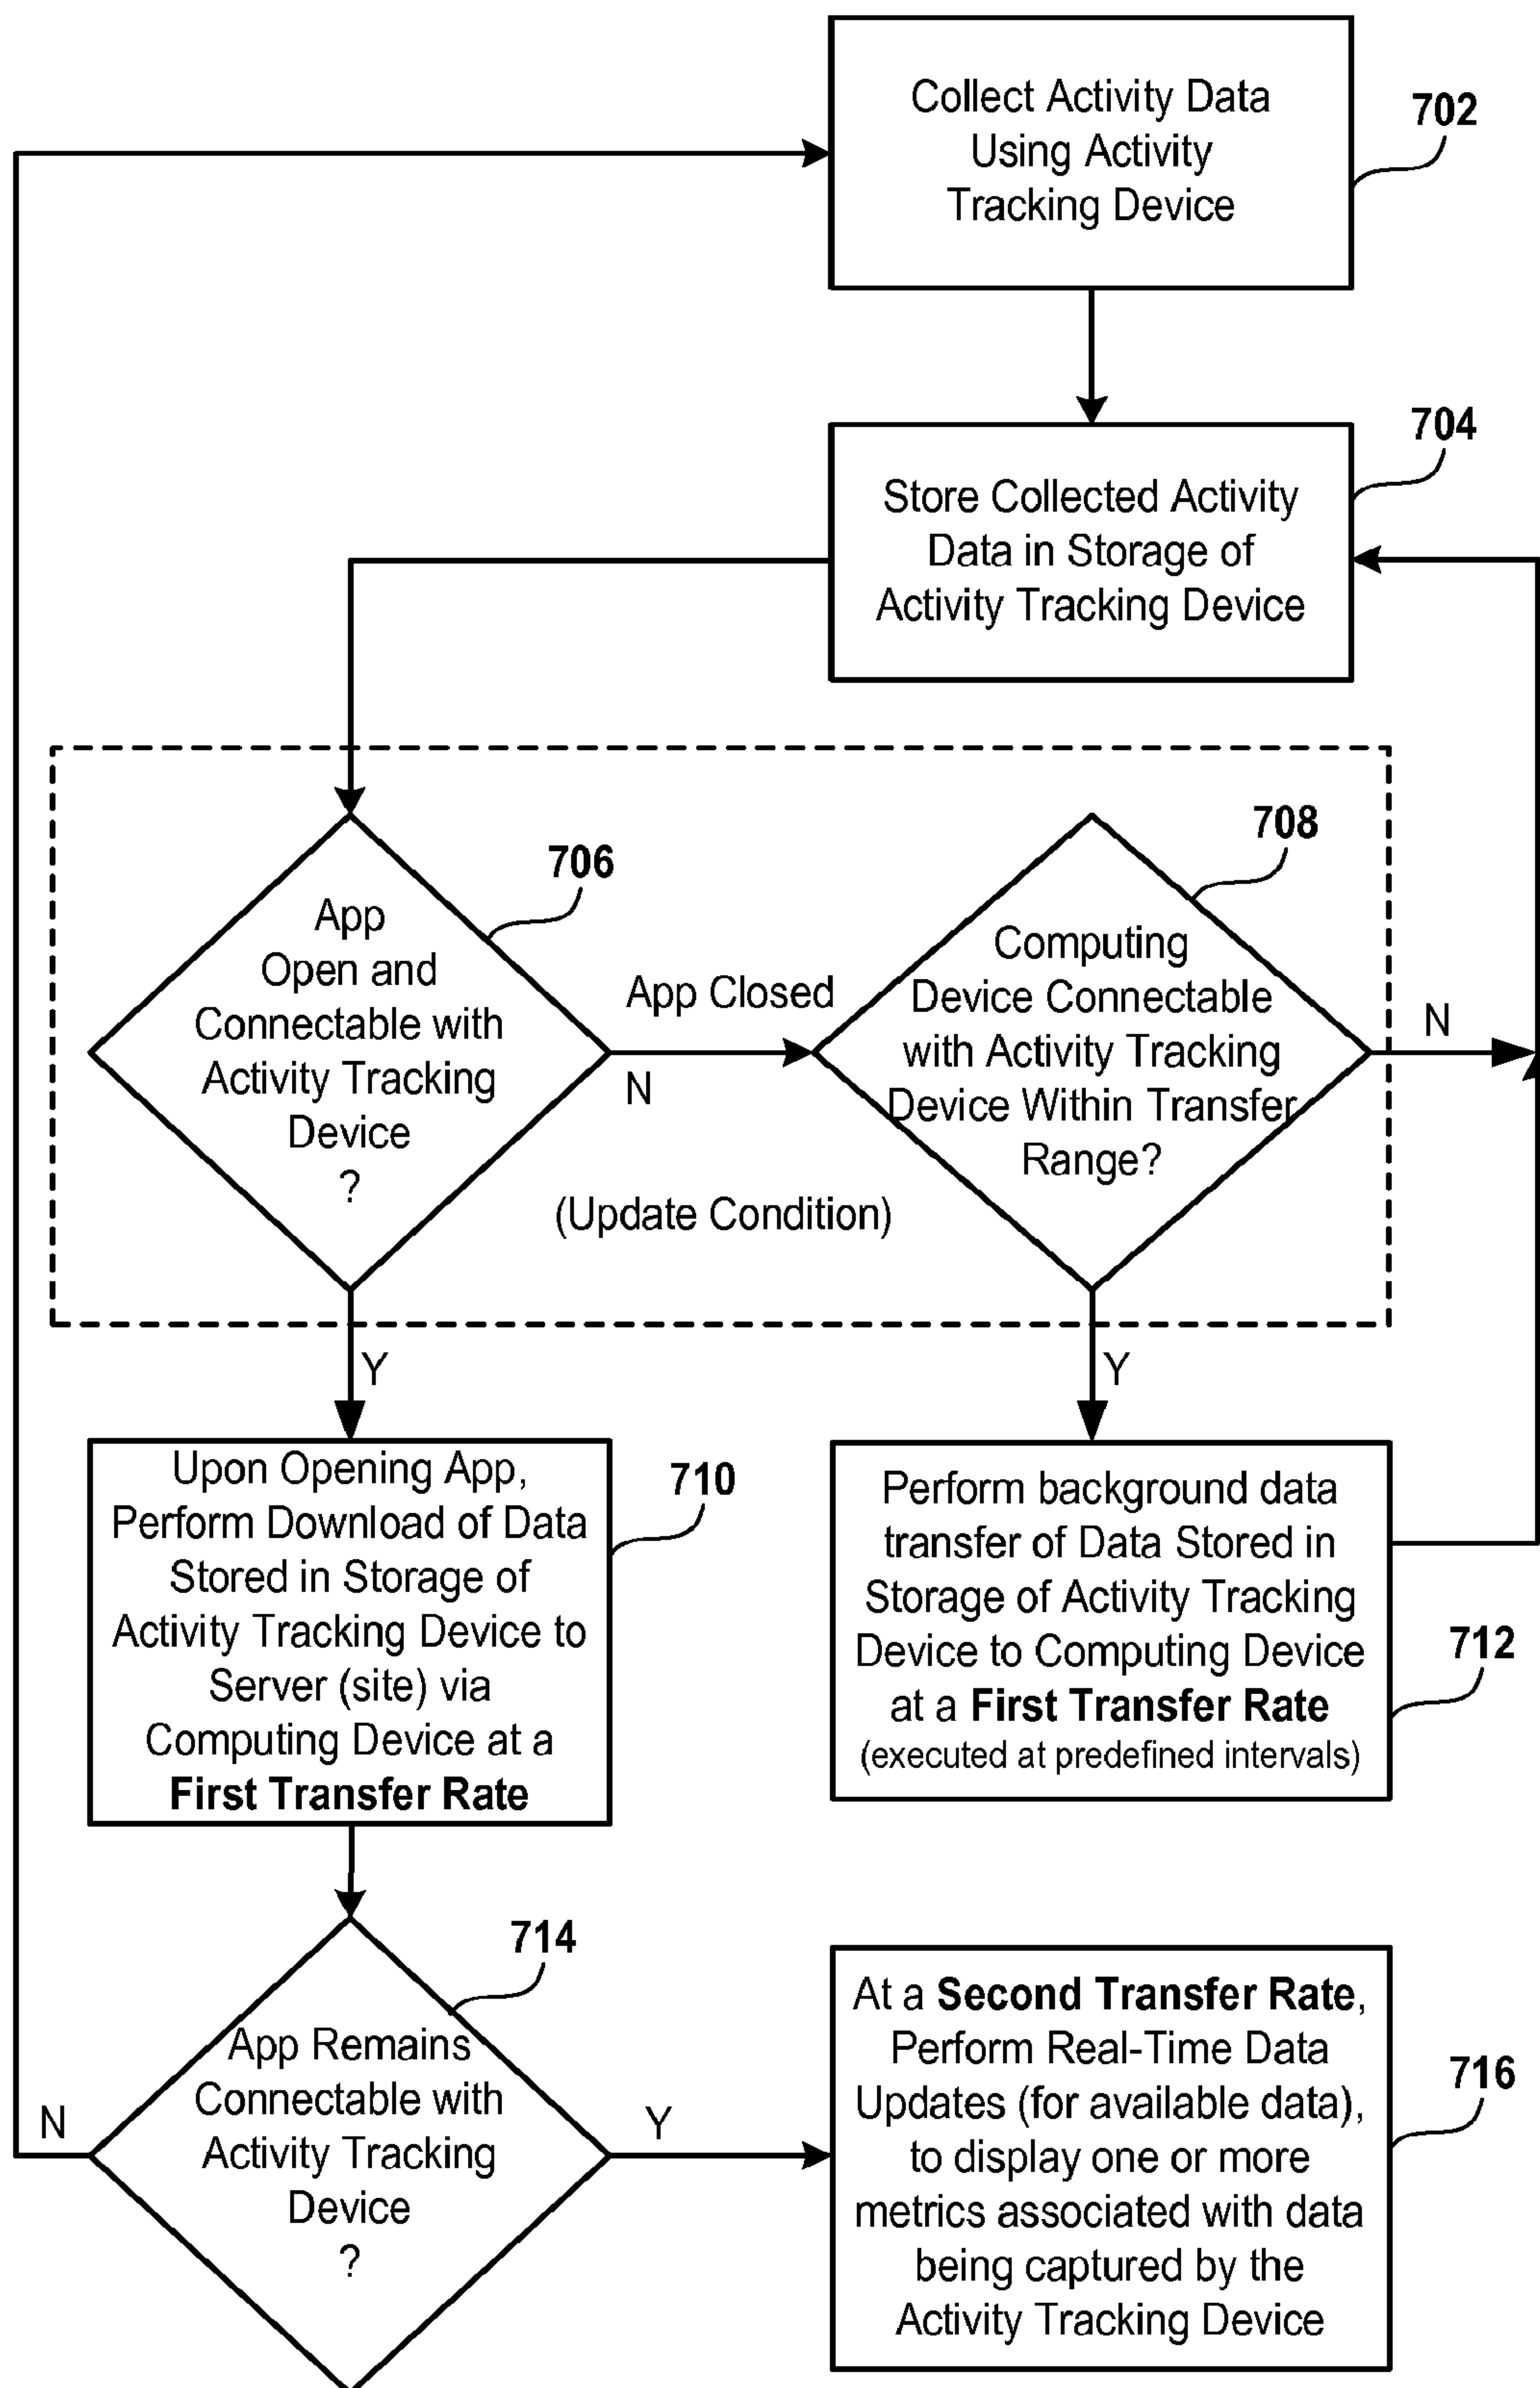 Collect Activity Data
Using Activity
Tracking Device
702
704
Store Collected Activity
Data in Storage of
Activity Tracking Device
706
App
Open and
Connectable with
Activity Tracking
Device
?
App Closed
N
708
Computing
Device Connectable
with Activity Tracking
Device Within Transfer
Range?
N
(Update Condition)
Y
Y
Upon Opening App,
Perform Download of Data
Stored in Storage of
Activity Tracking Device to
Server (site) via
Computing Device at a
First Transfer Rate
710
Perform background data
transfer of Data Stored in
Storage of Activity Tracking
Device to Computing Device
at a First Transfer Rate
(executed at predefined intervals)
712
714
App Remains
Connectable with
Activity Tracking
Device
?
N
Y
At a Second Transfer Rate,
Perform Real-Time Data
Updates (for available data),
to display one or more
metrics associated with data
being captured by the
Activity Tracking Device
716